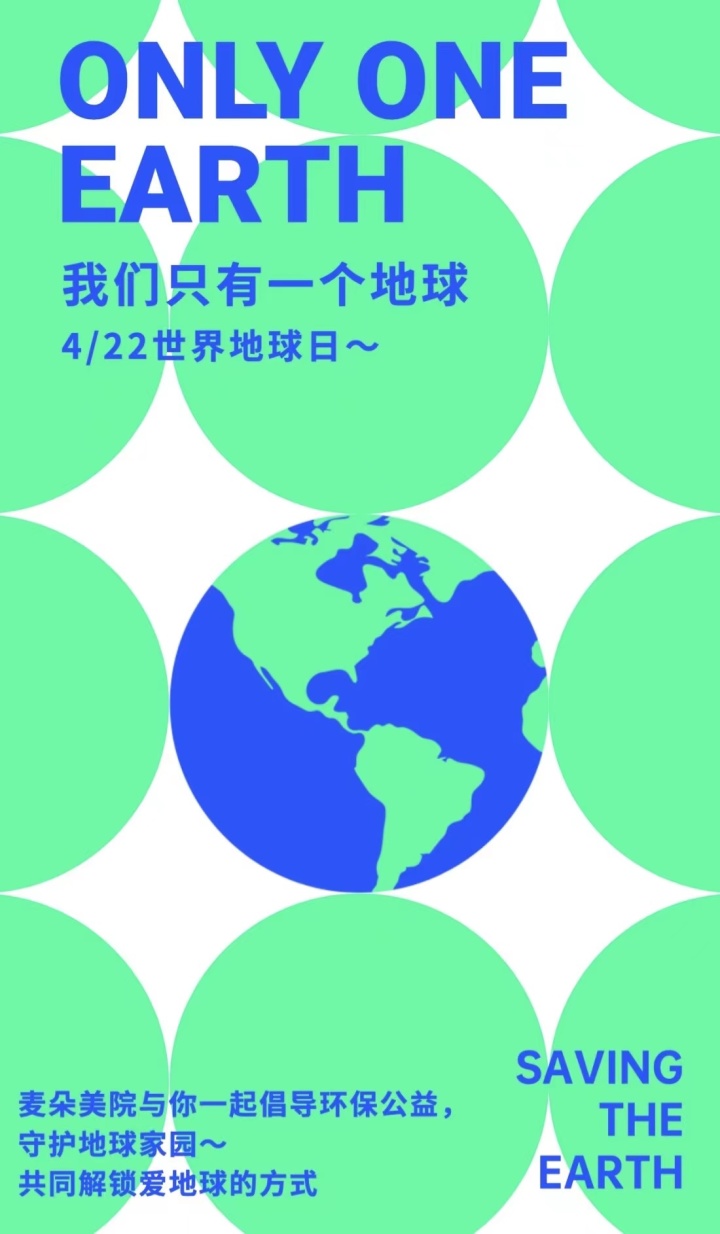 ONLY ONE
EARTH
我们只有一个地球
4/22世界地球日～
麦朵美院与你一起倡导环保公益，
守护地球家园～
共同解锁爱地球的方式
SAVING
THE
EARTH